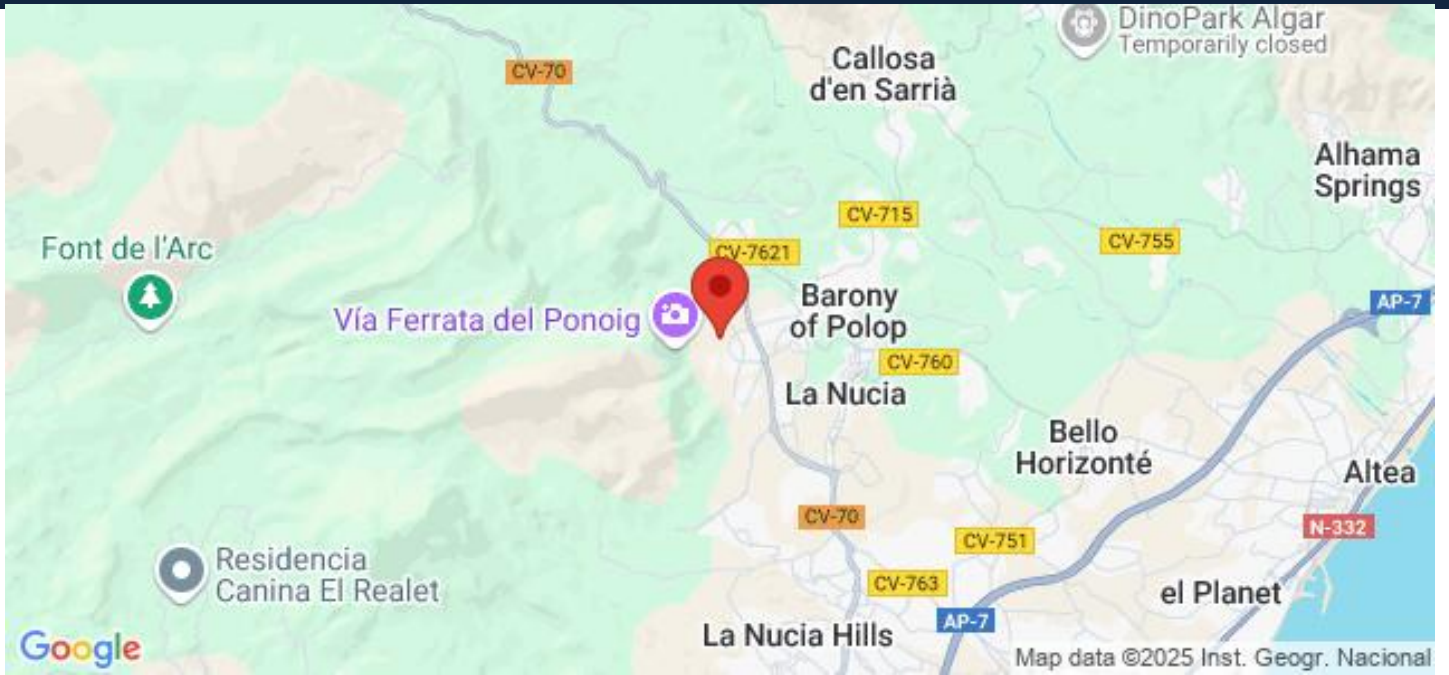 DinoPark Algar
Temporarily closed
Callosa
d'en Sarrià
CV-70
Alhama
Springs
CV-715
CV-755
Font de l'Arc
CV-7621
AP-7
Vía Ferrata del Ponoig
Barony
of Polop
CV-760
La Nucia
Bello
Horizonté
Altea
CV-70
N-332
CV-751
Residencia
Canina El Realet
CV-763
el Planet
AP-7
La Nucia Hills
Google
Map data ©2025 Inst. Geogr. Nacional